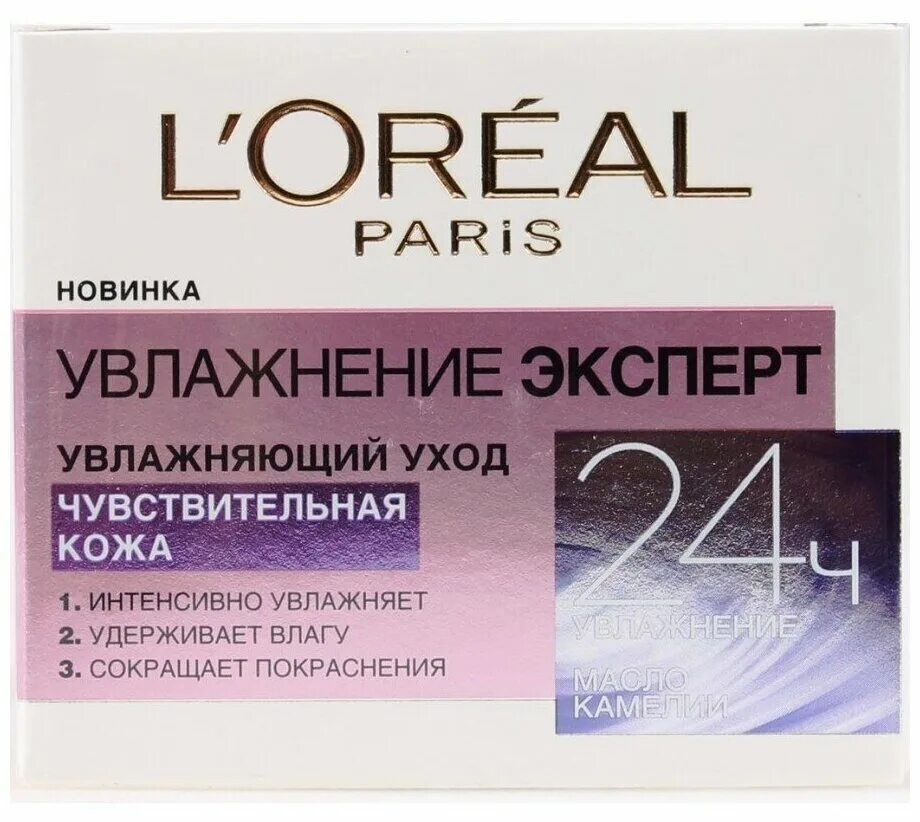 L'ORÉAL
PARiS
НОВИНКА
УВЛАЖНЕНИЕ ЭКСПЕРТ
УВЛАЖНЯЮЩИЙ УХОД
ЧУВСТВИТЕЛЬНАЯ
КОЖА
1. ИНТЕНСИВНО УВЛАЖНЯЕТ
2. УДЕРЖИВАЕТ ВЛАГУ
3. СОКРАЩАЕТ ПОКРАСНЕНИЯ
24ч
УВЛАЖНЕНИЕ
МАСЛО
КАМЕЛИИ